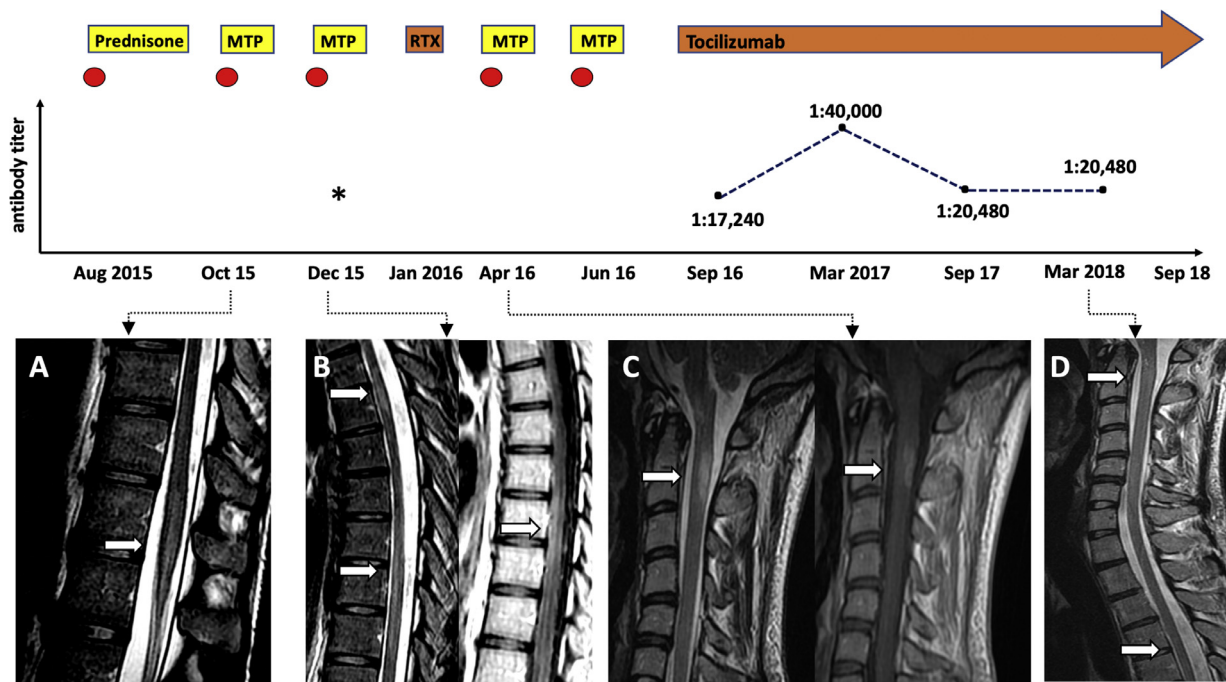 Prednisone MTP MTP RTX MTP MTP Tocilizumab
antibody titer
1:40,000
*
1:17,240
1:20,480
1:20,480
Aug 2015 Oct 15 Dec 15 Jan 2016 Apr 16 Jun 16 Sep 16 Mar 2017 Sep 17 Mar 2018 Sep 18
A B C D